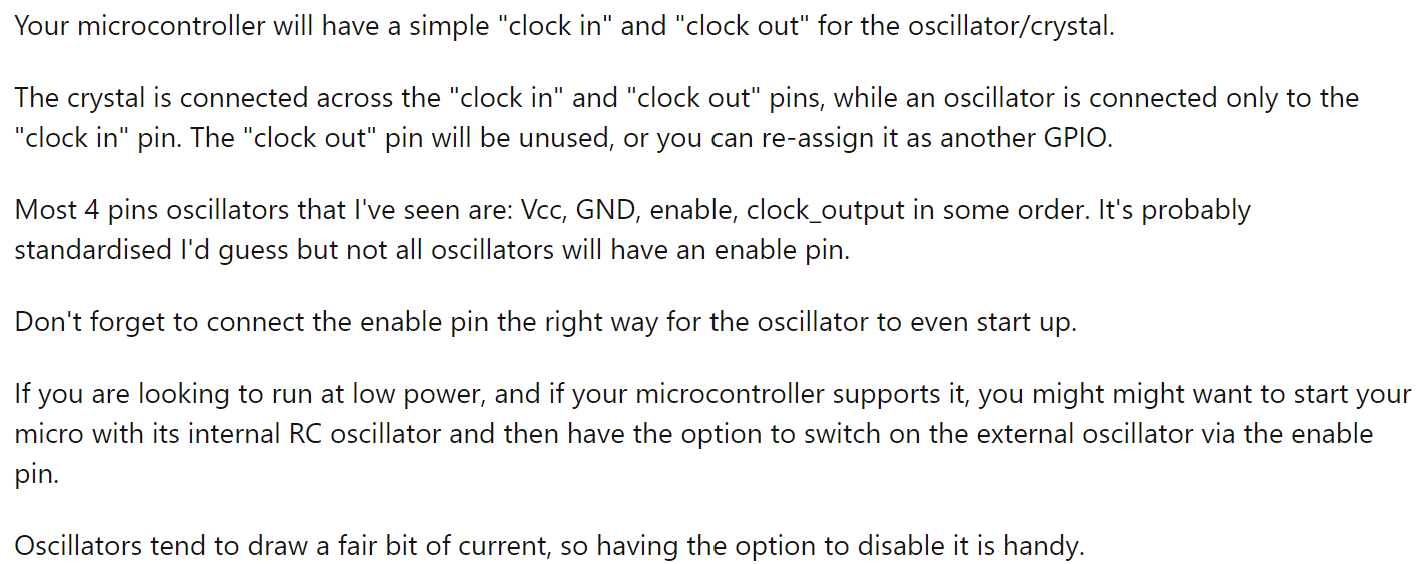 Your microcontroller will have a simple "clock in" and "clock out" for the oscillator/crystal.
The crystal is connected across the "clock in" and "clock out" pins, while an oscillator is connected only to the
"clock in" pin. The "clock out" pin will be unused, or you can re-assign it as another GPIO.
Most 4 pins oscillators that I've seen are: Vcc, GND, enable, clock_output in some order. It's probably
standardised I'd guess but not all oscillators will have an enable pin.
Don't forget to connect the enable pin the right way for the oscillator to even start up.
If you are looking to run at low power, and if your microcontroller supports it, you might might want to start your
micro with its internal RC oscillator and then have the option to switch on the external oscillator via the enable
pin.
Oscillators tend to draw a fair bit of current, so having the option to disable it is handy.